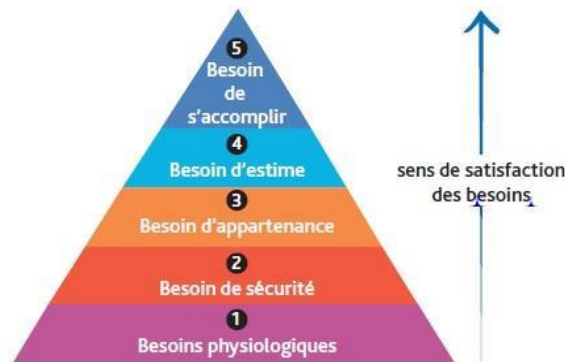 5
Besoin
de
s'accomplir
4
Besoin d'estime
3
Besoin d'appartenance
2
Besoin de sécurité
1
Besoins physiologiques
sens de satisfaction
des besoins